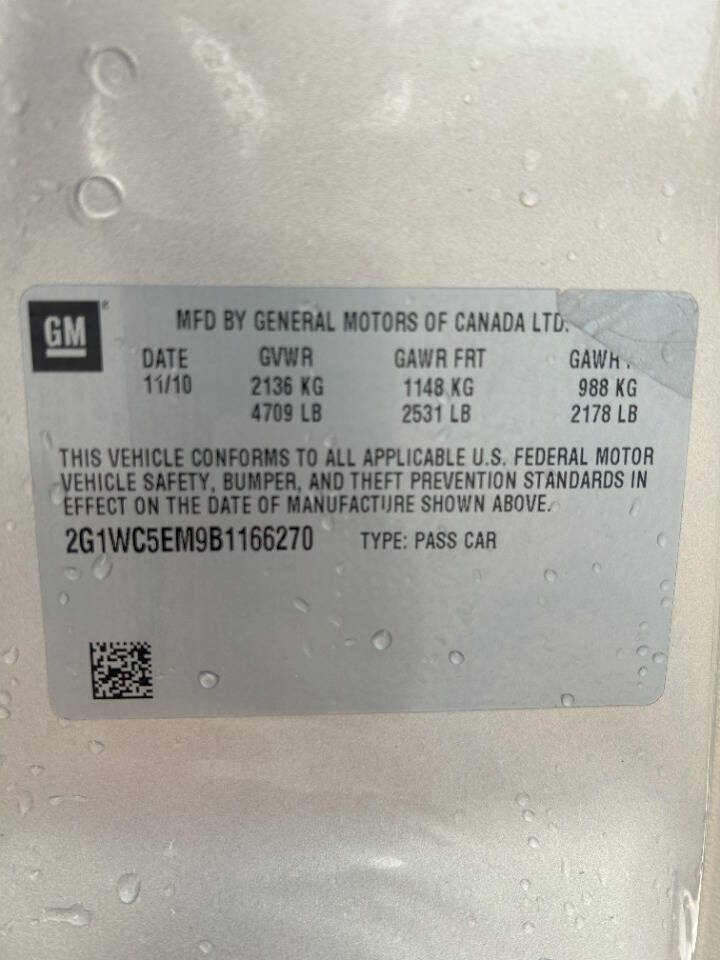 GM®
MFD BY GENERAL MOTORS OF CANADA LTD.
DATE GVWR GAWR FRT
11/10 2136 KG 1148 KG 988 KG
4709 LB 2531 LB 2178 LB
THIS VEHICLE CONFORMS TO ALL APPLICABLE U.S. FEDERAL MOTOR
VEHICLE SAFETY, BUMPER, AND THEFT PREVENTION STANDARDS IN
EFFECT ON THE DATE OF MANUFACTURE SHOWN ABOVE.
2G1WC5EM9B1166270 TYPE: PASS CAR